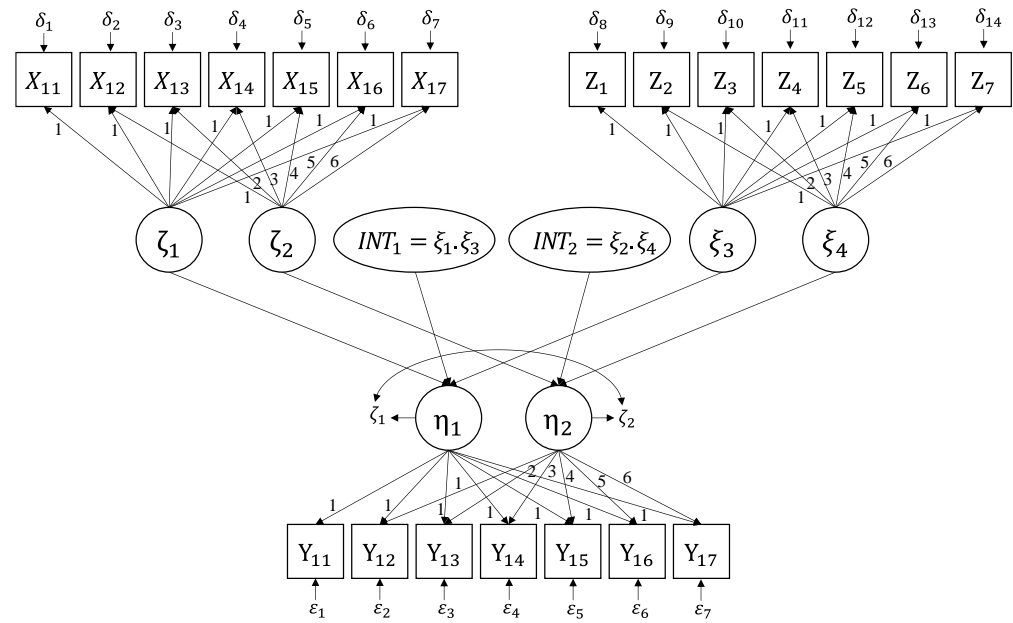 δ₁ δ₂ δ₃ δ₄ δ₅ δ₆ δ₇ δ₈ δ₉ δ₁₀ δ₁₁ δ₁₂ δ₁₃ δ₁₄
X₁₁ X₁₂ X₁₃ X₁₄ X₁₅ X₁₆ X₁₇ Z₁ Z₂ Z₃ Z₄ Z₅ Z₆ Z₇
1 1 1 1 1 1 1 1 1 1 1 1 1 1
1 2 3 4 5 6 1 2 3 4 5 6
ζ₁ ζ₂ INT₁ = ξ₁.ξ₃ INT₂ = ξ₂.ξ₄ ξ₃ ξ₄
ζ₁ η₁ η₂ ζ₂
1 2 3 4 5 6
1 1 1 1 1 1 1
Y₁₁ Y₁₂ Y₁₃ Y₁₄ Y₁₅ Y₁₆ Y₁₇
ε₁ ε₂ ε₃ ε₄ ε₅ ε₆ ε₇